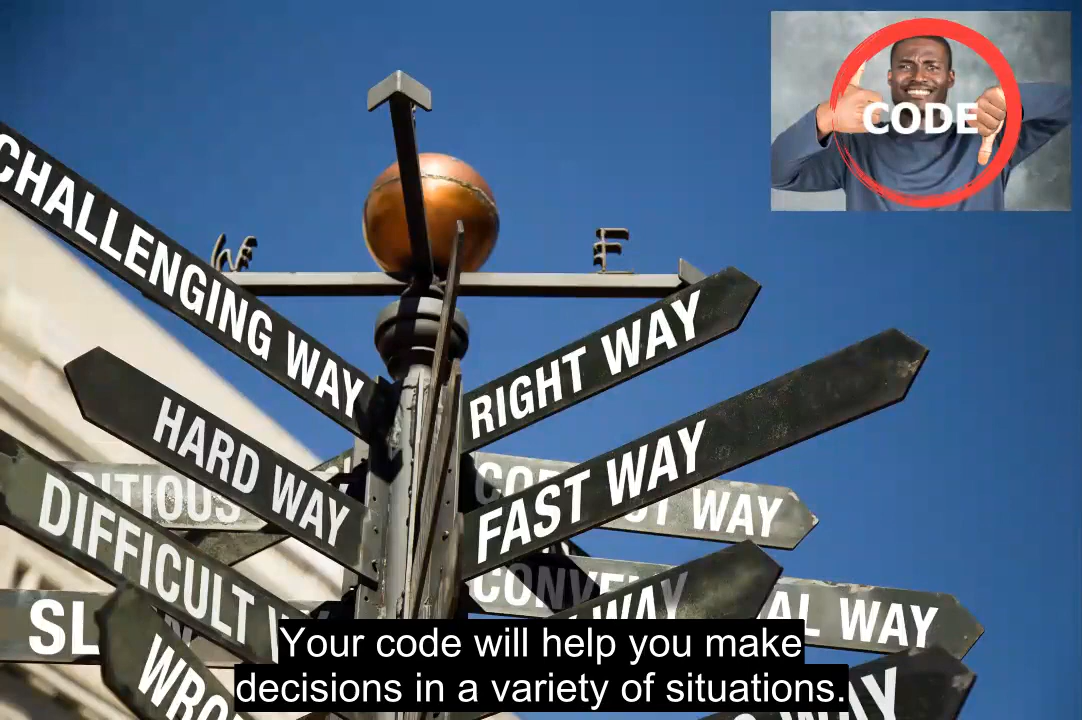 CODE
CHALLENGING WAY
W
E
RIGHT WAY
HARD WAY
FAST WAY
WAY
DIFFICULT
WAY
AL WAY
Your code will help you make
decisions in a variety of situations.